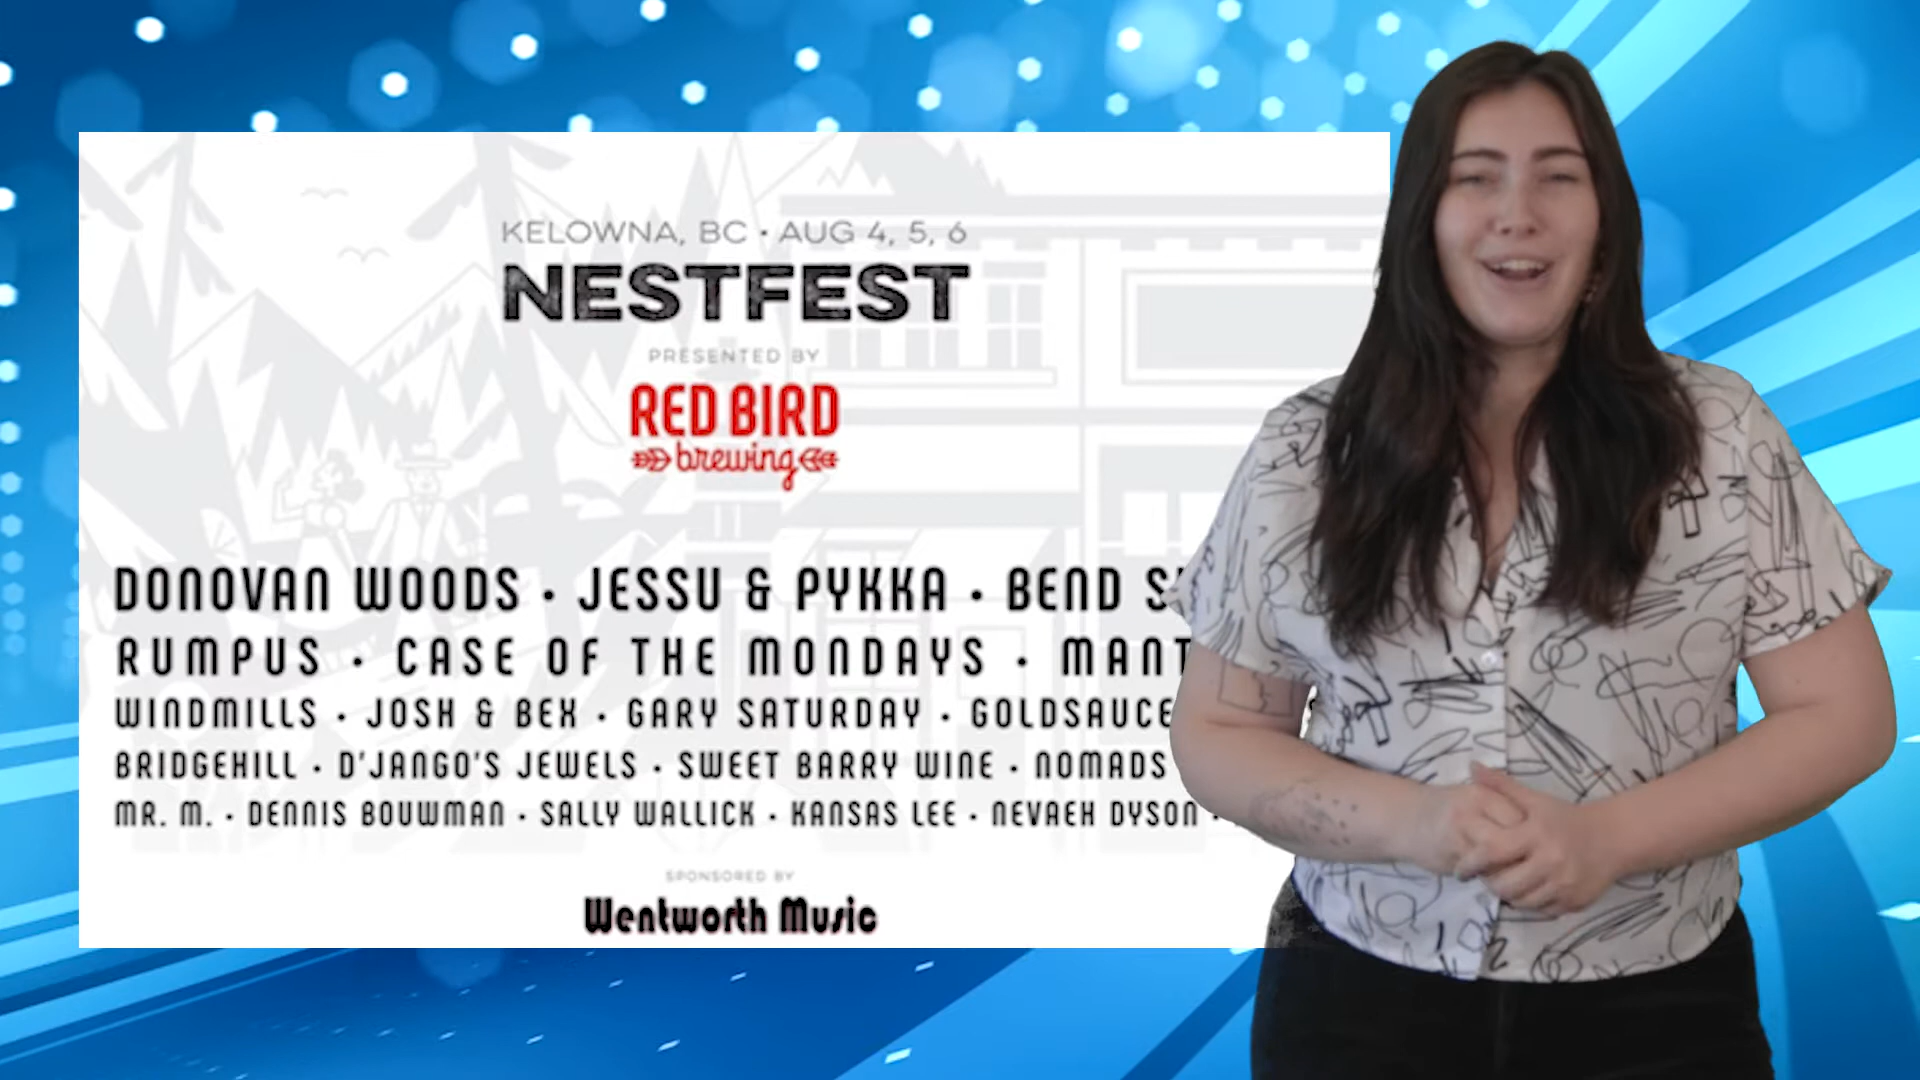 KELOWNA, BC • AUG 4, 5, 6
NESTFEST
PRESENTED BY
RED BIRD
brewing
DONOVAN WOODS • JESSU & PYKKA • BEND
RUMPUS • CASE OF THE MONDAYS •
WINDMILLS • JOSH & BEX • GARY SATURDAY • GOLDSAUCE
BRIDGEHILL • D'JANGO'S JEWELS • SWEET BARRY WINE • NOMADS
MR. M. • DENNIS BOUWMAN • SALLY WALLICK • KANSAS LEE • NEVAEH DYSON •
SPONSORED BY
Wentworth Music